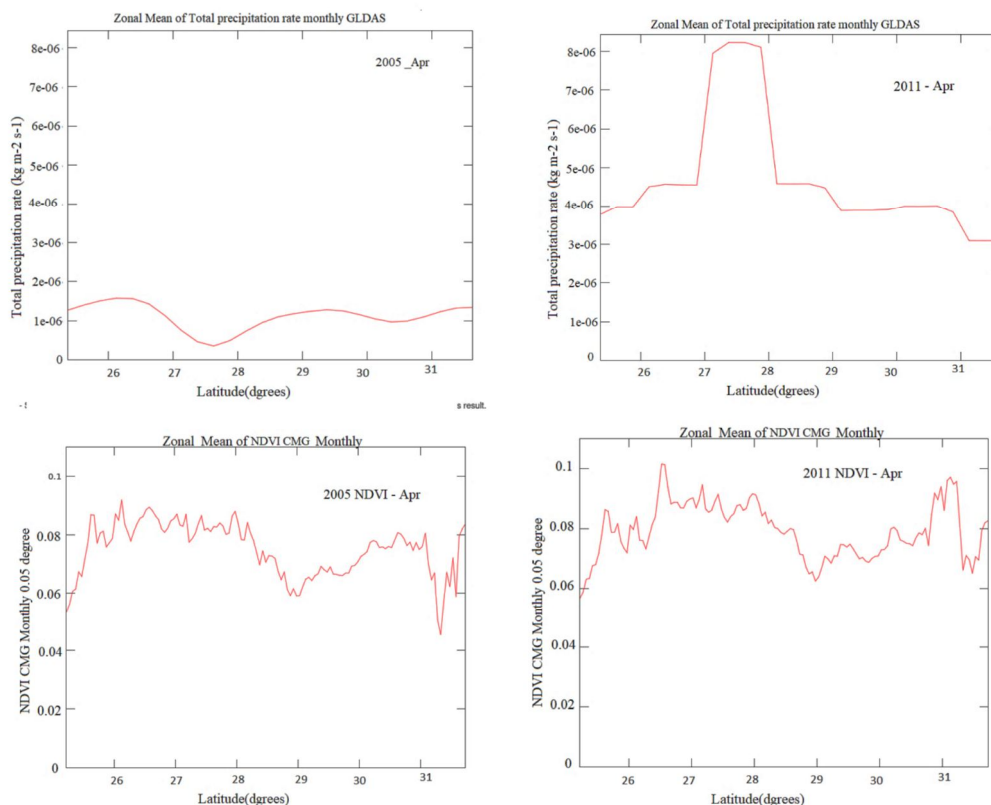 Zonal Mean of Total precipitation rate monthly GLDAS
2005 _Apr
8e-06
7e-06
6e-06
5e-06
4e-06
3e-06
2e-06
1e-06
0
Total precipitation rate (kg m-2 s-1)
26 27 28 29 30 31
Latitude(dgrees)
Zonal Mean of Total precipitation rate monthly GLDAS
2011 - Apr
8e-06
7e-06
6e-06
5e-06
4e-06
3e-06
2e-06
1e-06
0
Total precipitation rate (kg m-2 s-1)
26 27 28 29 30 31
Latitude(dgrees)
s result.
Zonal Mean of NDVI CMG Monthly
2005 NDVI - Apr
0.1
0.08
0.06
0.04
0.02
0
NDVI CMG Monthly 0.05 degree
26 27 28 29 30 31
Latitude(dgrees)
Zonal Mean of NDVI CMG Monthly
2011 NDVI - Apr
0.1
0.08
0.06
0.04
0.02
0
NDVI CMG Monthly 0.05 degree
26 27 28 29 30 31
Latitude(dgrees)